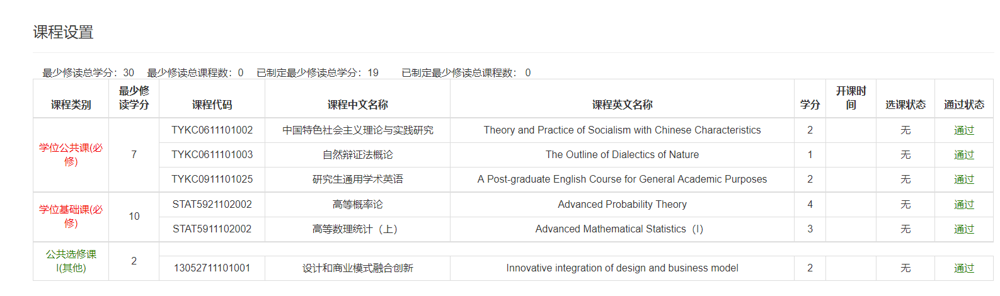 课程设置
最少修读总学分：30 最少修读总课程数：0 已制定最少修读总学分：19 已制定最少修读总课程数： 0
课程类别 最少修读学分 课程代码 课程中文名称 课程英文名称 学分 开课时间 选课状态 通过状态
学位公共课(必修) 7
TYKC0611101002 中国特色社会主义理论与实践研究 Theory and Practice of Socialism with Chinese Characteristics 2 无 通过
TYKC0611101003 自然辩证法概论 The Outline of Dialectics of Nature 1 无 通过
TYKC0911101025 研究生通用学术英语 A Post-graduate English Course for General Academic Purposes 2 无 通过
学位基础课(必修) 10
STAT5921102002 高等概率论 Advanced Probability Theory 4 无 通过
STAT5911102002 高等数理统计（上） Advanced Mathematical Statistics（I） 3 无 通过
公共选修课I(其他) 2
13052711101001 设计和商业模式融合创新 Innovative integration of design and business model 2 无 通过